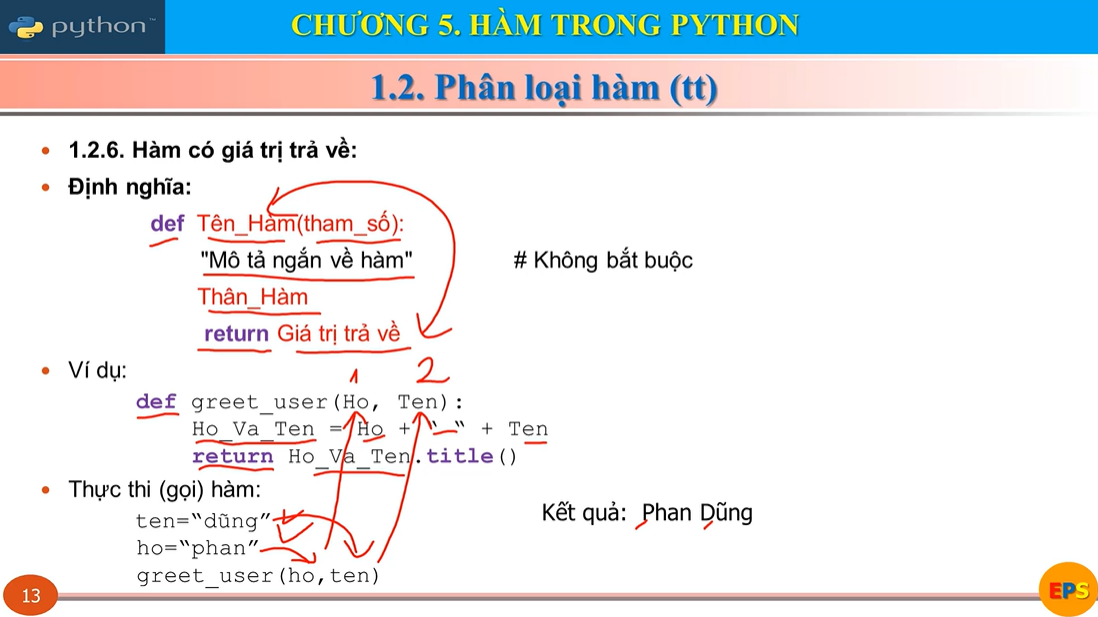 python™
CHƯƠNG 5. HÀM TRONG PYTHON
1.2. Phân loại hàm (tt)
• 1.2.6. Hàm có giá trị trả về:
• Định nghĩa:
def Tên_Hàm(tham_số):
"Mô tả ngắn về hàm" # Không bắt buộc
Thân_Hàm
return Giá trị trả về
• Ví dụ:
1 2
def greet_user(Ho, Ten):
Ho_Va_Ten = Ho + “ “ + Ten
return Ho_Va_Ten.title()
• Thực thi (gọi) hàm:
ten=“dũng”
ho=“phan”
greet_user(ho,ten)
Kết quả: Phan Dũng
13
EPS